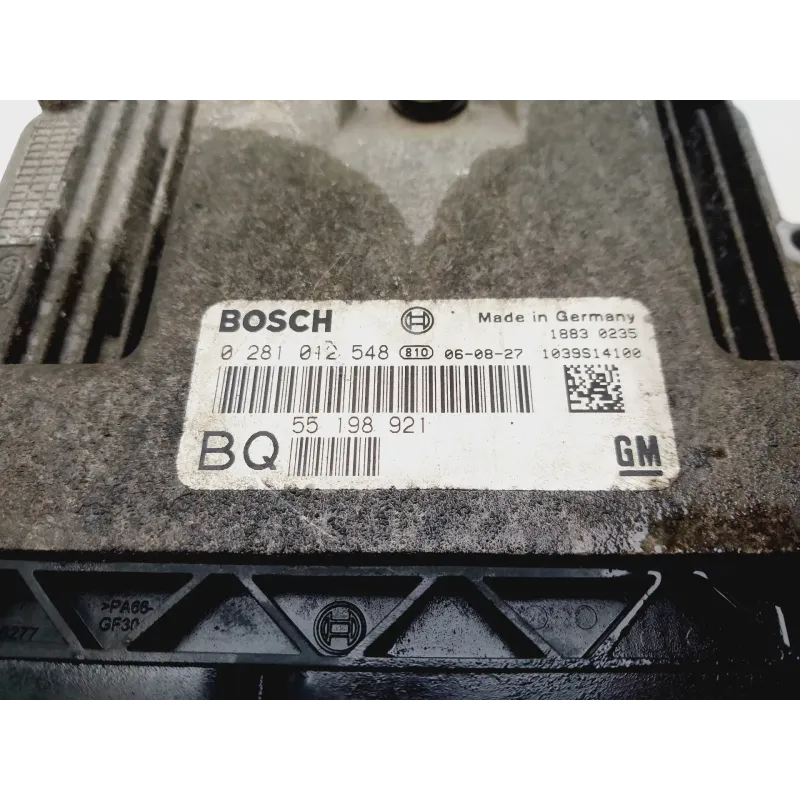 BOSCH Made in Germany
1883 0235
0 281 012 548 810 06-08-27 1039S14100
55 198 921
BQ GM
>PA66-
GF30
6277